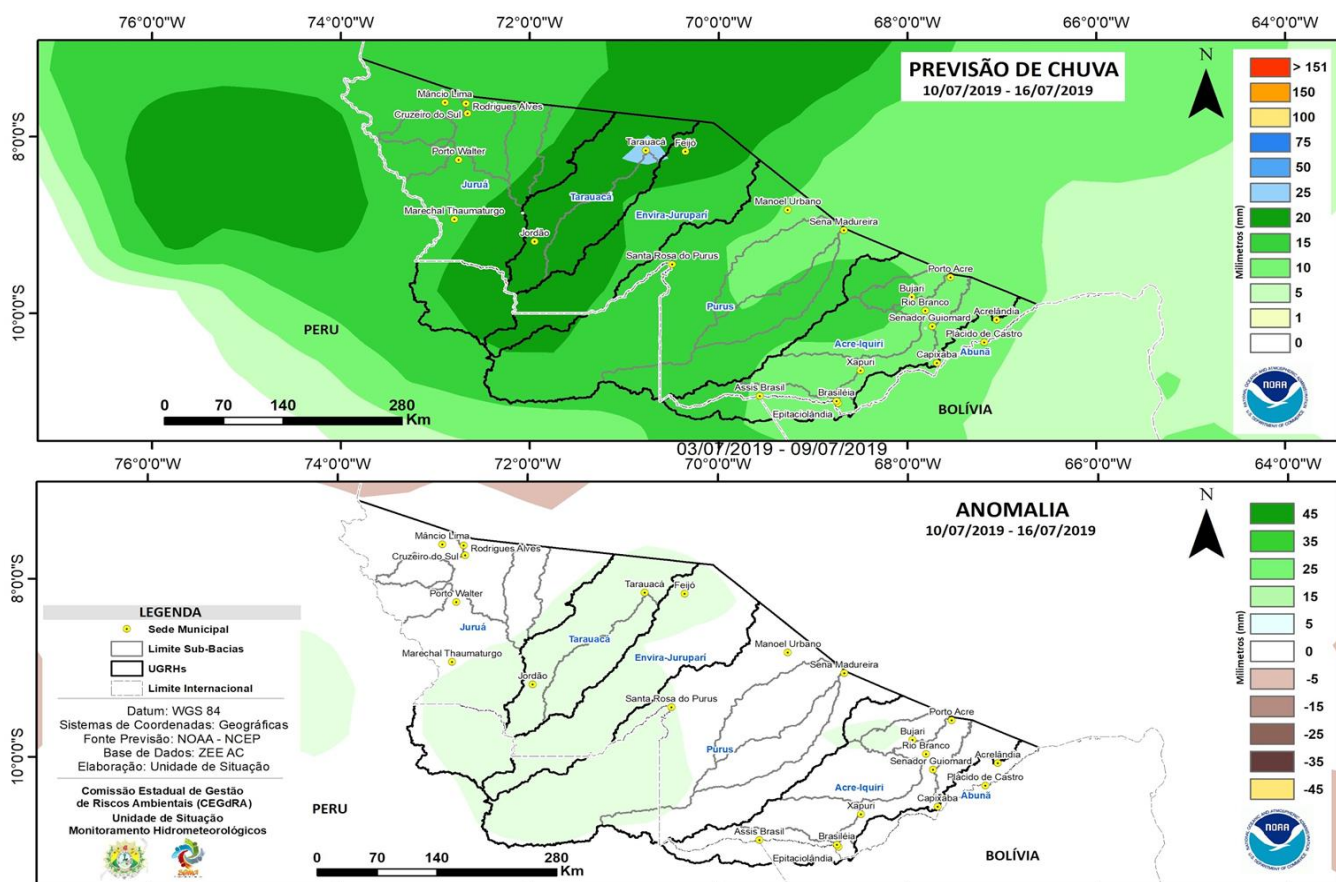 76°0'0"W 74°0'0"W 72°0'0"W 70°0'0"W 68°0'0"W 66°0'0"W 64°0'0"W
PREVISÃO DE CHUVA
10/07/2019 - 16/07/2019
N
> 151
150
100
75
50
25
20
15
10
5
1
0
Milímetros (mm)
NOAA
8°0'0"S
10°0'0"S
Mâncio Lima
Rodrigues Alves
Cruzeiro do Sul
Porto Walter
Juruá
Marechal Thaumaturgo
Tarauacá
Feijó
Tarauacá
Jordão
Envira-Juruparí
Santa Rosa do Purus
Manoel Urbano
Sena Madureira
Purus
Porto Acre
Bujari
Rio Branco
Senador Guiomard
Acrelândia
Plácido de Castro
Acre-Iquiri
Abunã
Capixaba
Xapuri
Assis Brasil
Brasiléia
Epitaciolândia
PERU
BOLÍVIA
0 70 140 280
Km
03/07/2019 - 09/07/2019
76°0'0"W 74°0'0"W 72°0'0"W 70°0'0"W 68°0'0"W 66°0'0"W 64°0'0"W
ANOMALIA
10/07/2019 - 16/07/2019
N
45
35
25
15
5
0
-5
-15
-25
-35
-45
Milímetros (mm)
NOAA
8°0'0"S
10°0'0"S
Mâncio Lima
Rodrigues Alves
Cruzeiro do Sul
Porto Walter
Juruá
Marechal Thaumaturgo
Tarauacá
Feijó
Tarauacá
Jordão
Envira-Juruparí
Santa Rosa do Purus
Manoel Urbano
Sena Madureira
Purus
Porto Acre
Bujari
Rio Branco
Senador Guiomard
Acrelândia
Plácido de Castro
Acre-Iquiri
Abunã
Capixaba
Xapuri
Assis Brasil
Brasiléia
Epitaciolândia
PERU
BOLÍVIA
0 70 140 280
Km
LEGENDA
Sede Municipal
Limite Sub-Bacias
UGRHs
Limite Internacional
Datum: WGS 84
Sistemas de Coordenadas: Geográficas
Fonte Previsão: NOAA - NCEP
Base de Dados: ZEE AC
Elaboração: Unidade de Situação
Comissão Estadual de Gestão
de Riscos Ambientais (CEGdRA)
Unidade de Situação
Monitoramento Hidrometeorológicos